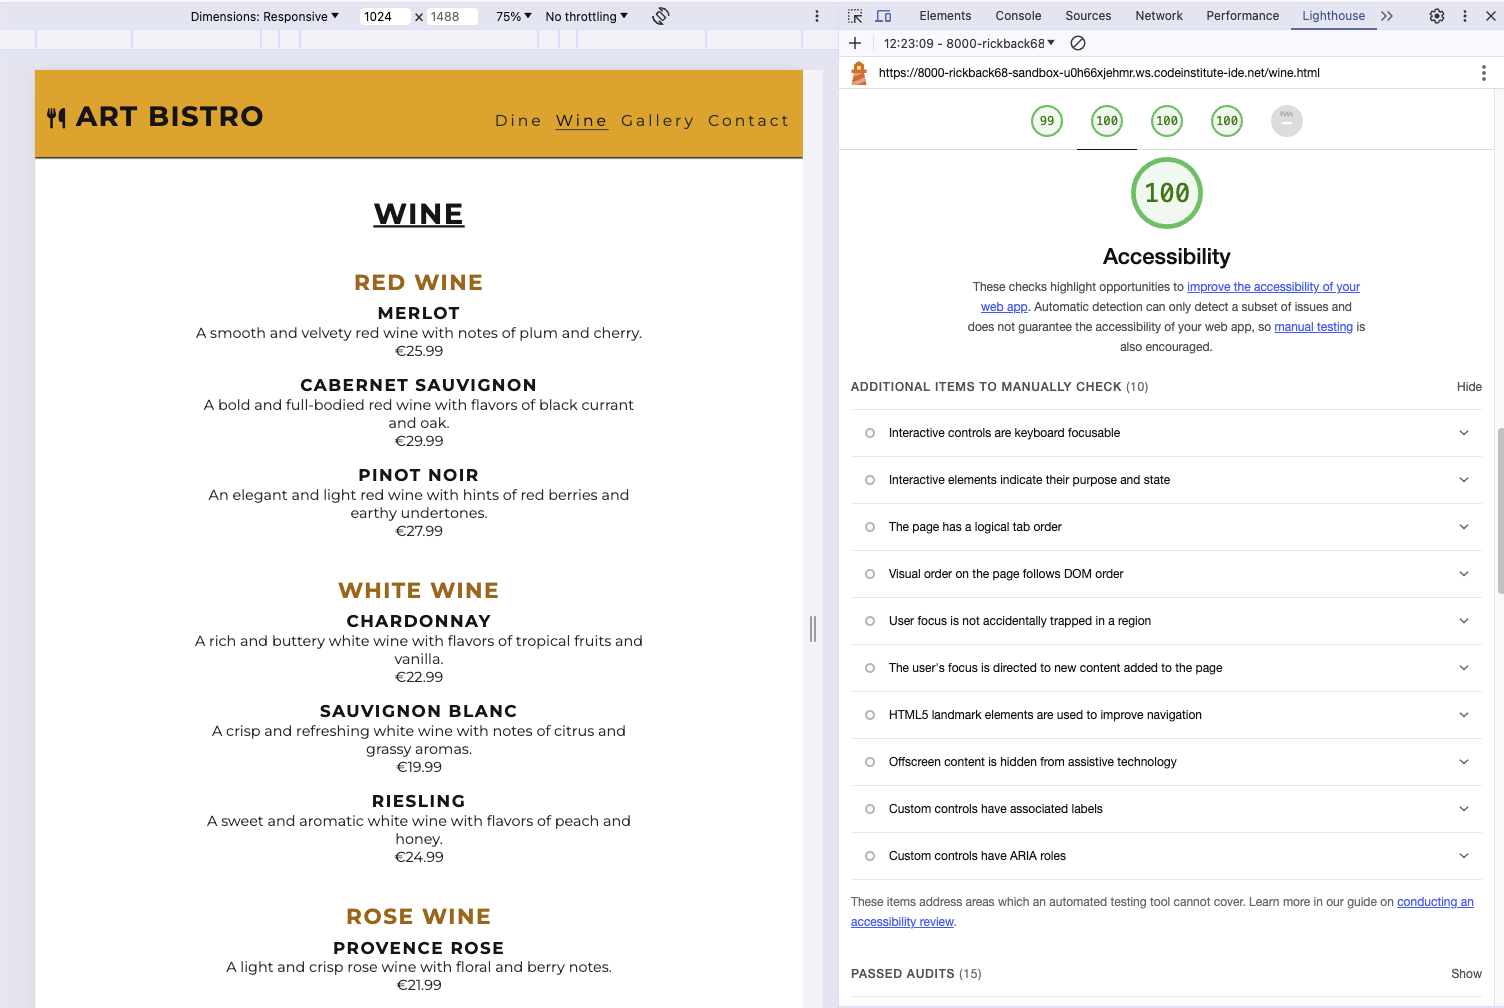 Dimensions: Responsive 1024 × 1488 75% No throttling
ART BISTRO
Dine Wine Gallery Contact
WINE
RED WINE
MERLOT
A smooth and velvety red wine with notes of plum and cherry.
€25.99
CABERNET SAUVIGNON
A bold and full-bodied red wine with flavors of black currant
and oak.
€29.99
PINOT NOIR
An elegant and light red wine with hints of red berries and
earthy undertones.
€27.99
WHITE WINE
CHARDONNAY
A rich and buttery white wine with flavors of tropical fruits and
vanilla.
€22.99
SAUVIGNON BLANC
A crisp and refreshing white wine with notes of citrus and
grassy aromas.
€19.99
RIESLING
A sweet and aromatic white wine with flavors of peach and
honey.
€24.99
ROSE WINE
PROVENCE ROSE
A light and crisp rose wine with floral and berry notes.
€21.99
Elements Console Sources Network Performance Lighthouse
12:23:09 - 8000-rickback68
https://8000-rickback68-sandbox-u0h66xjehmr.ws.codeinstitute-ide.net/wine.html
99 100 100 100 PWA
100
Accessibility
These checks highlight opportunities to improve the accessibility of your
web app. Automatic detection can only detect a subset of issues and
does not guarantee the accessibility of your web app, so manual testing is
also encouraged.
ADDITIONAL ITEMS TO MANUALLY CHECK (10) Hide
Interactive controls are keyboard focusable
Interactive elements indicate their purpose and state
The page has a logical tab order
Visual order on the page follows DOM order
User focus is not accidentally trapped in a region
The user's focus is directed to new content added to the page
HTML5 landmark elements are used to improve navigation
Offscreen content is hidden from assistive technology
Custom controls have associated labels
Custom controls have ARIA roles
These items address areas which an automated testing tool cannot cover. Learn more in our guide on conducting an
accessibility review.
PASSED AUDITS (15) Show